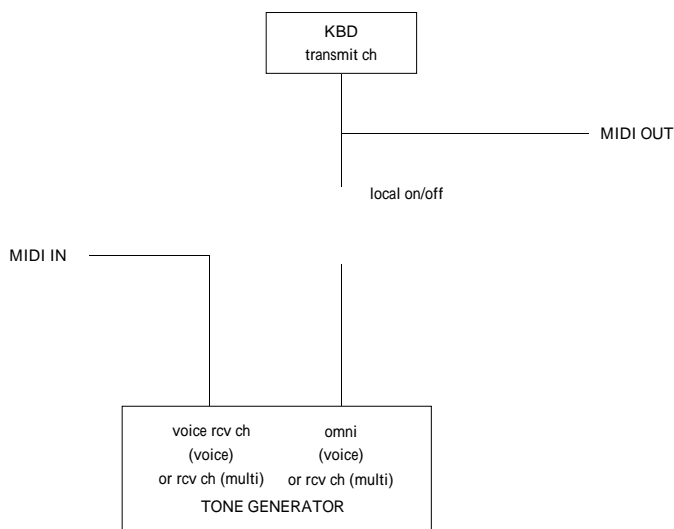 KBD
transmit ch
MIDI OUT
local on/off
MIDI IN
voice rcv ch
(voice)
or rcv ch (multi)
omni
(voice)
or rcv ch (multi)
TONE GENERATOR